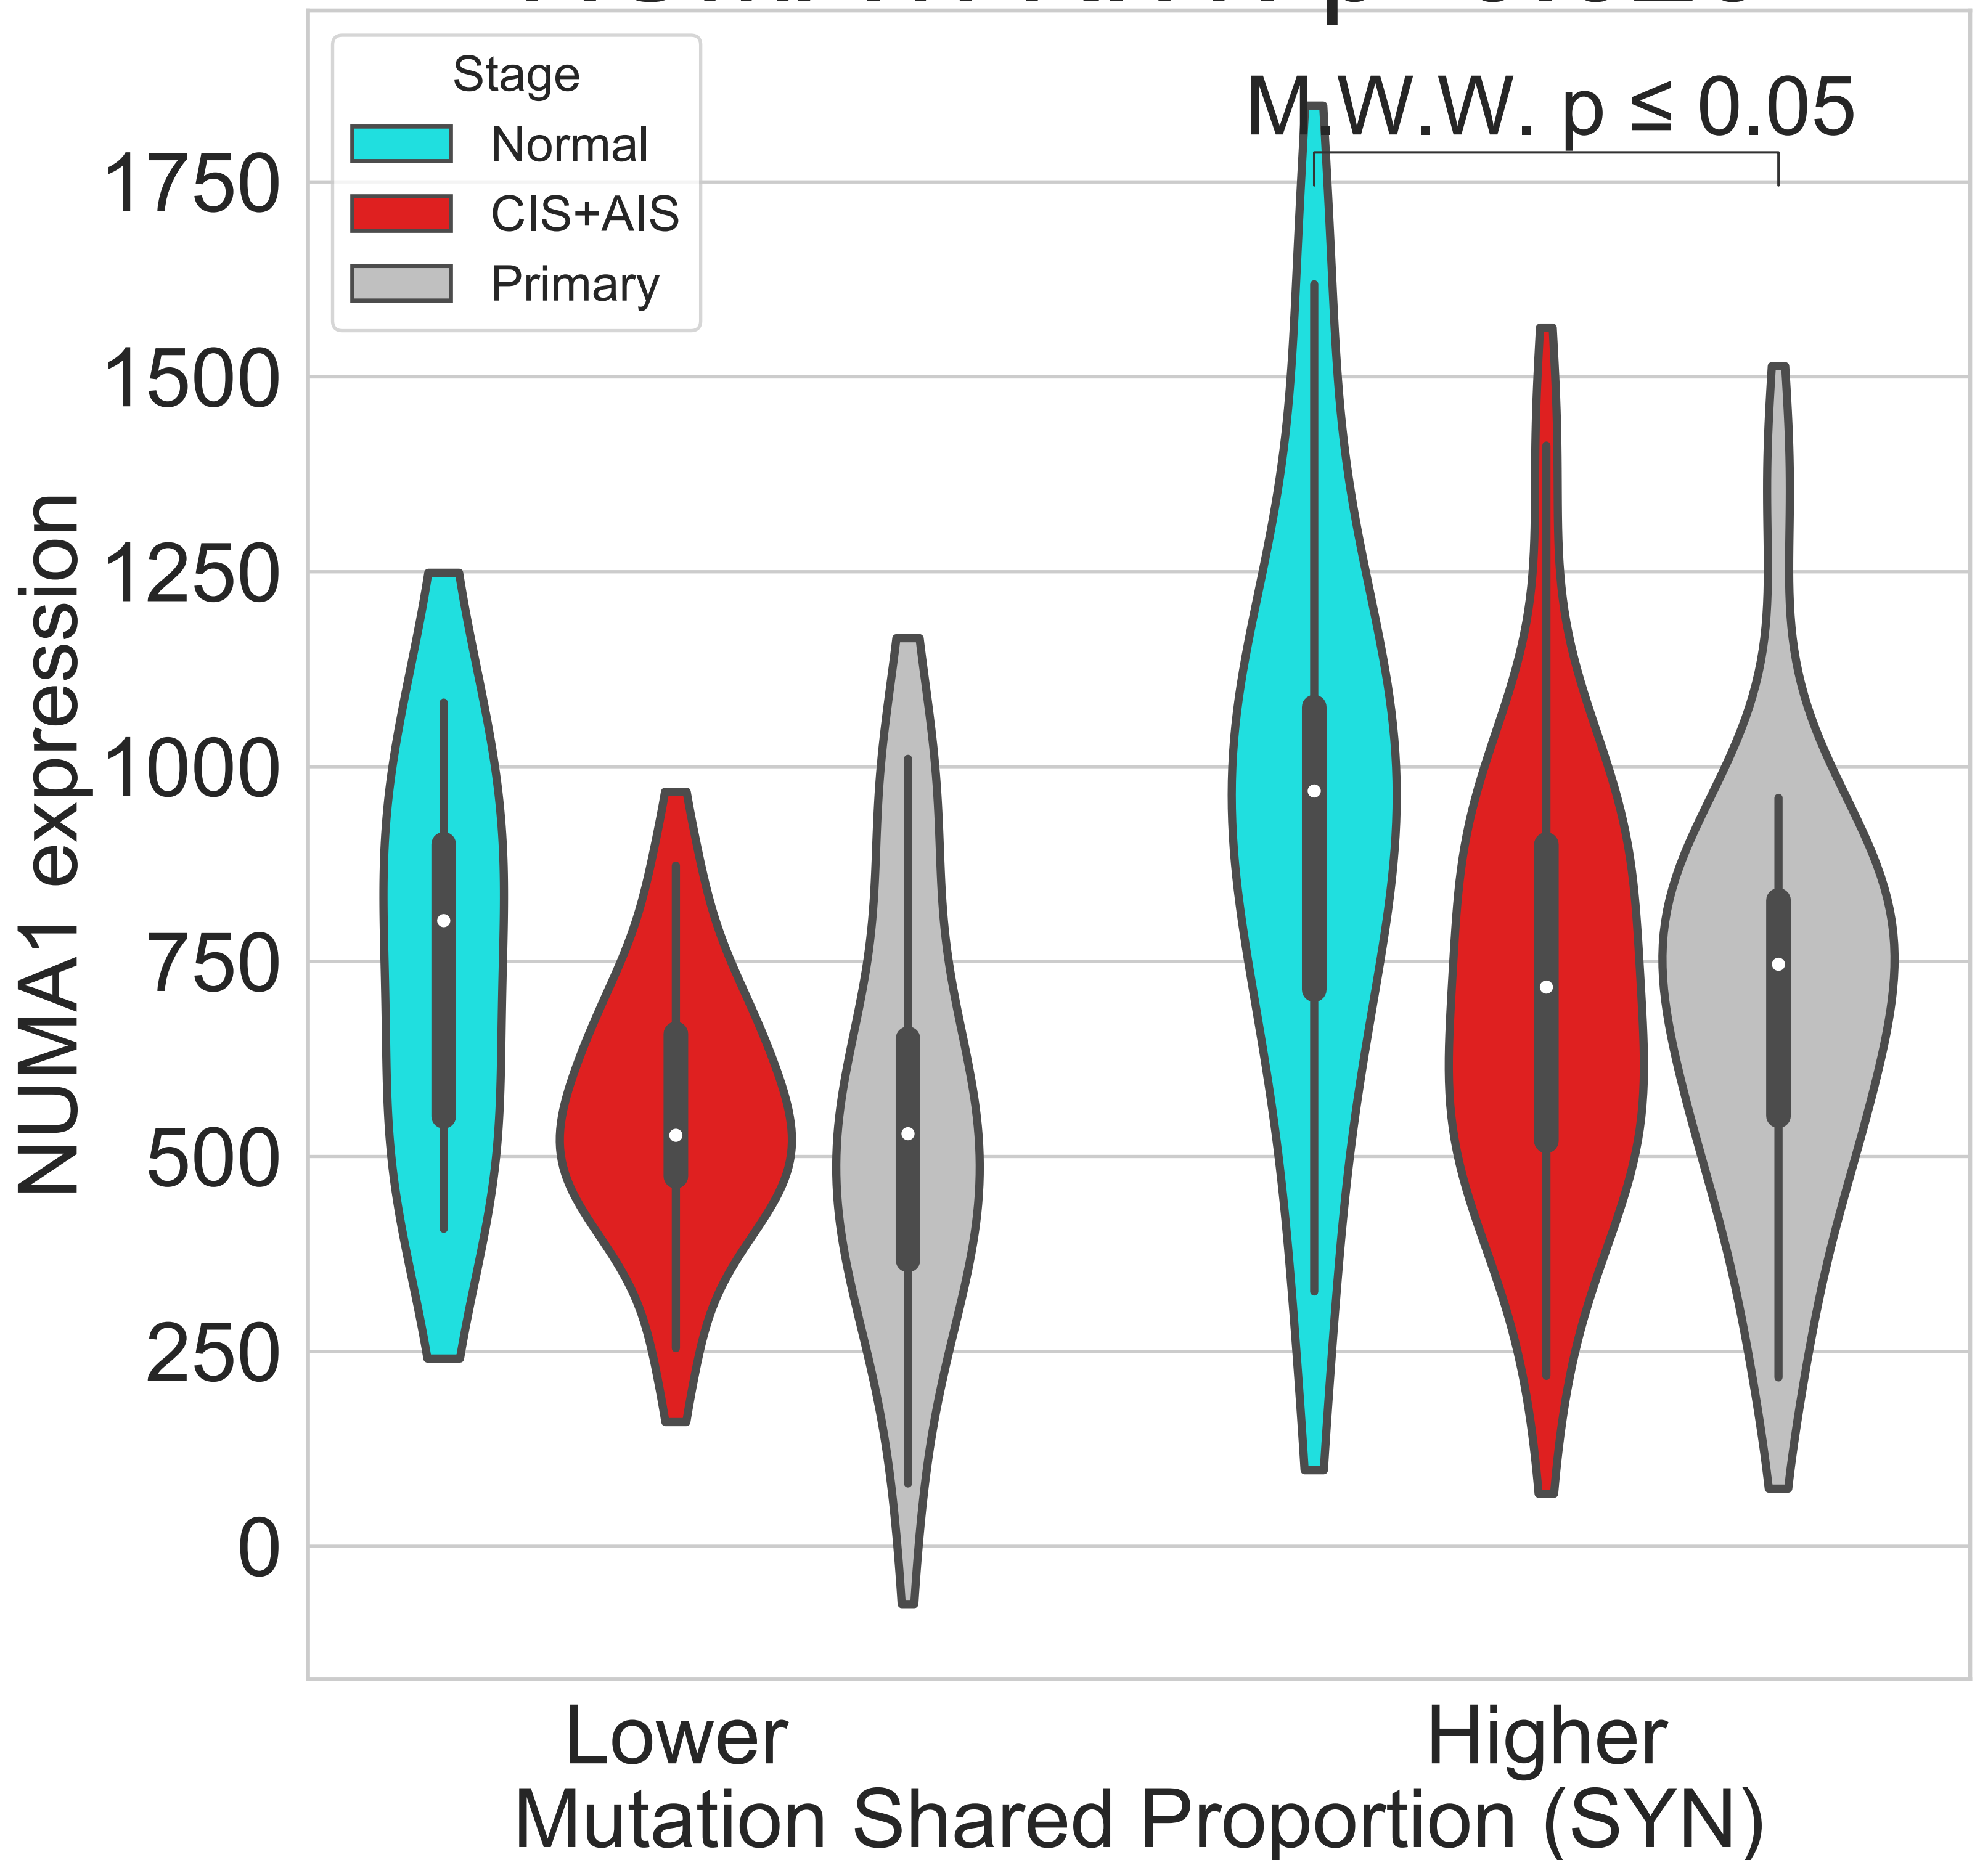 M.W.W. p ≤ 0.05
Stage
Normal
CIS+AIS
Primary
1750
1500
1250
1000
750
500
250
0
NUMA1 expression
Lower
Higher
Mutation Shared Proportion (SYN)